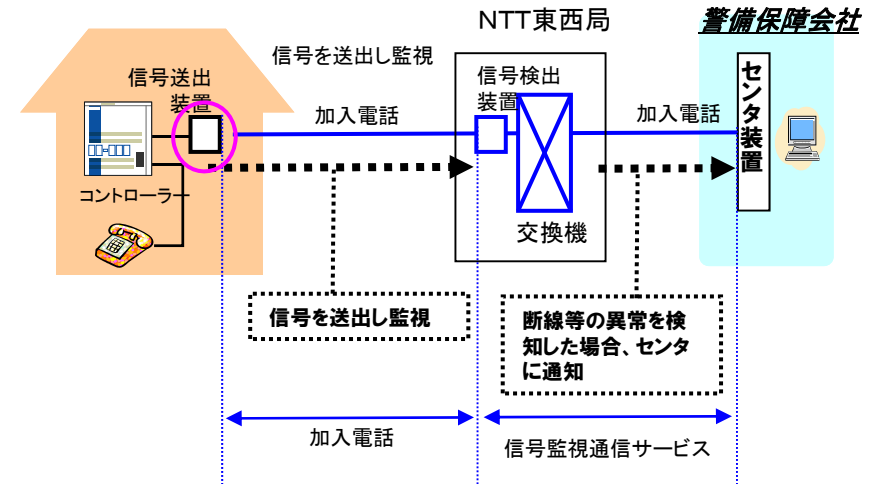 NTT東西局
警備保障会社
信号を送出し監視
信号送出
装置
信号検出
装置
加入電話
加入電話
センタ装置
コントローラー
交換機
信号を送出し監視
断線等の異常を検
知した場合、センタ
に通知
加入電話
信号監視通信サービス